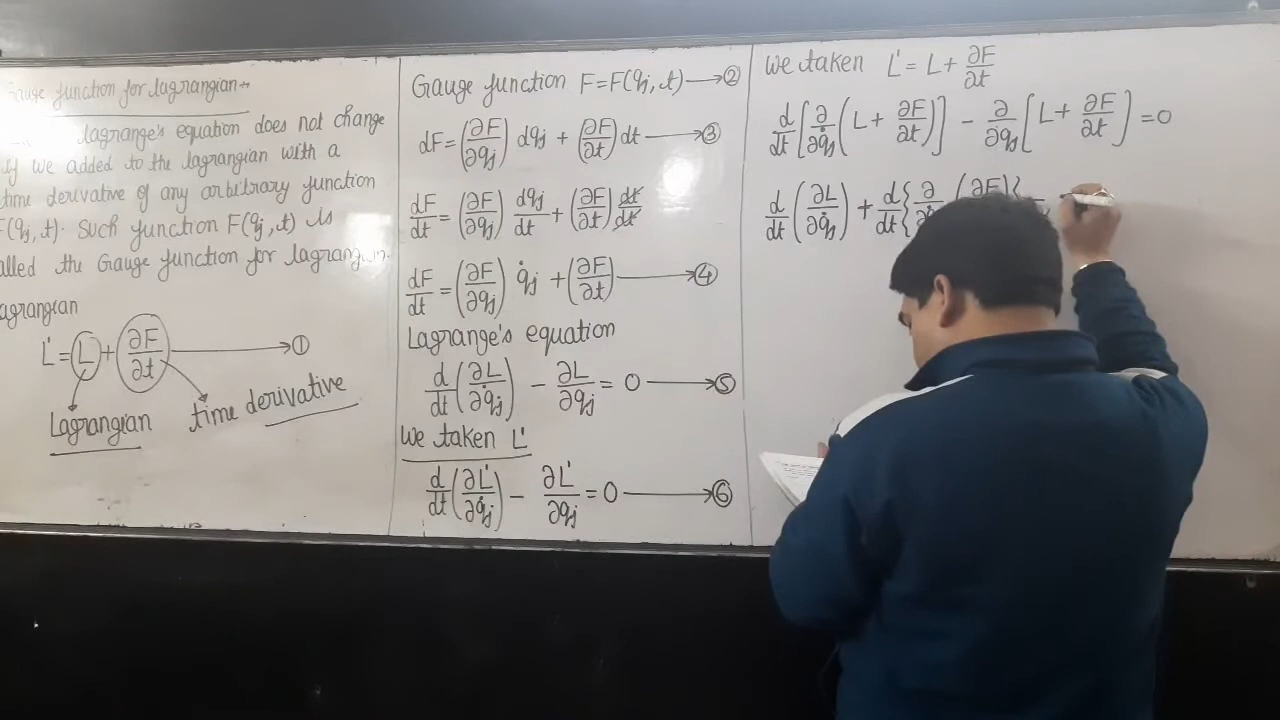 function for lagrangian
lagrange's equation does not change
if we added to the lagrangian with a
time derivative of any arbitrary function
F(qj, t). Such function F(qj, t) is
called the Gauge function for lagrangian.
agrangian
L' = L + ∂F/∂t → ①
Lagrangian time derivative
Gauge function F = F(qj, t) → ②
dF = (∂F/∂qj) dqj + (∂F/∂t) dt → ③
dF/dt = (∂F/∂qj) dqj/dt + (∂F/∂t) dt/dt
dF/dt = (∂F/∂qj) q̇j + (∂F/∂t) → ④
Lagrange's equation
d/dt (∂L/∂q̇j) − ∂L/∂qj = 0 → ⑤
We taken L'
d/dt (∂L'/∂q̇j) − ∂L'/∂qj = 0 → ⑥
We taken L' = L + ∂F/∂t
d/dt [∂/∂q̇j (L + ∂F/∂t)] − ∂/∂qj [L + ∂F/∂t] = 0
d/dt (∂L/∂q̇j) + d/dt {∂/ (∂F